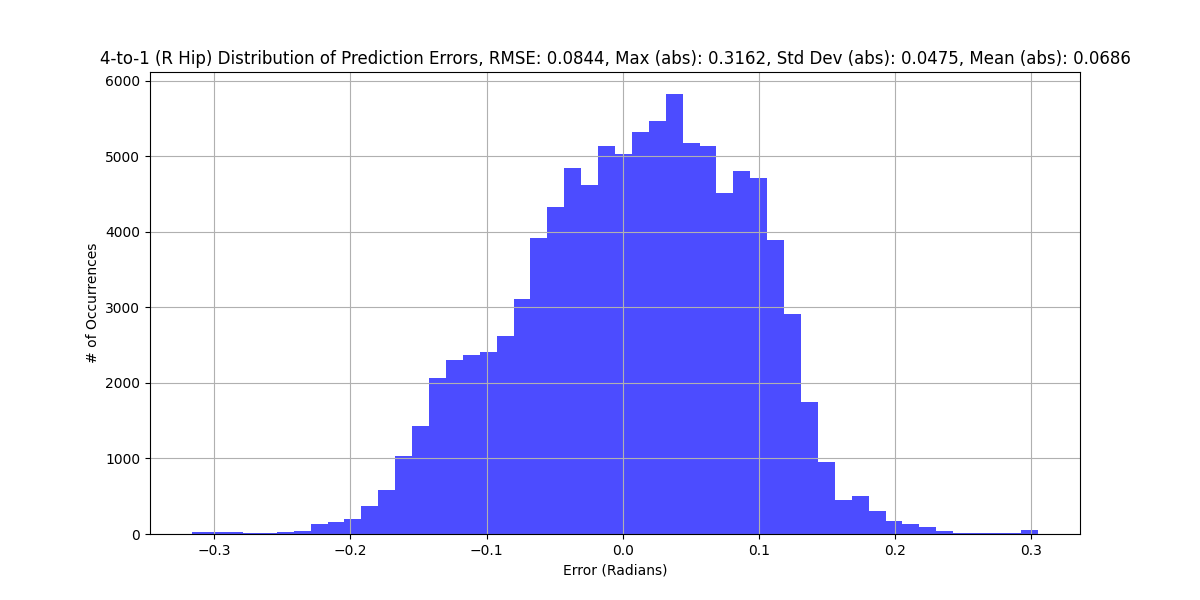 4-to-1 (R Hip) Distribution of Prediction Errors, RMSE: 0.0844, Max (abs): 0.3162, Std Dev (abs): 0.0475, Mean (abs): 0.0686
6000
5000
4000
3000
2000
1000
0
# of Occurrences
−0.3 −0.2 −0.1 0.0 0.1 0.2 0.3
Error (Radians)